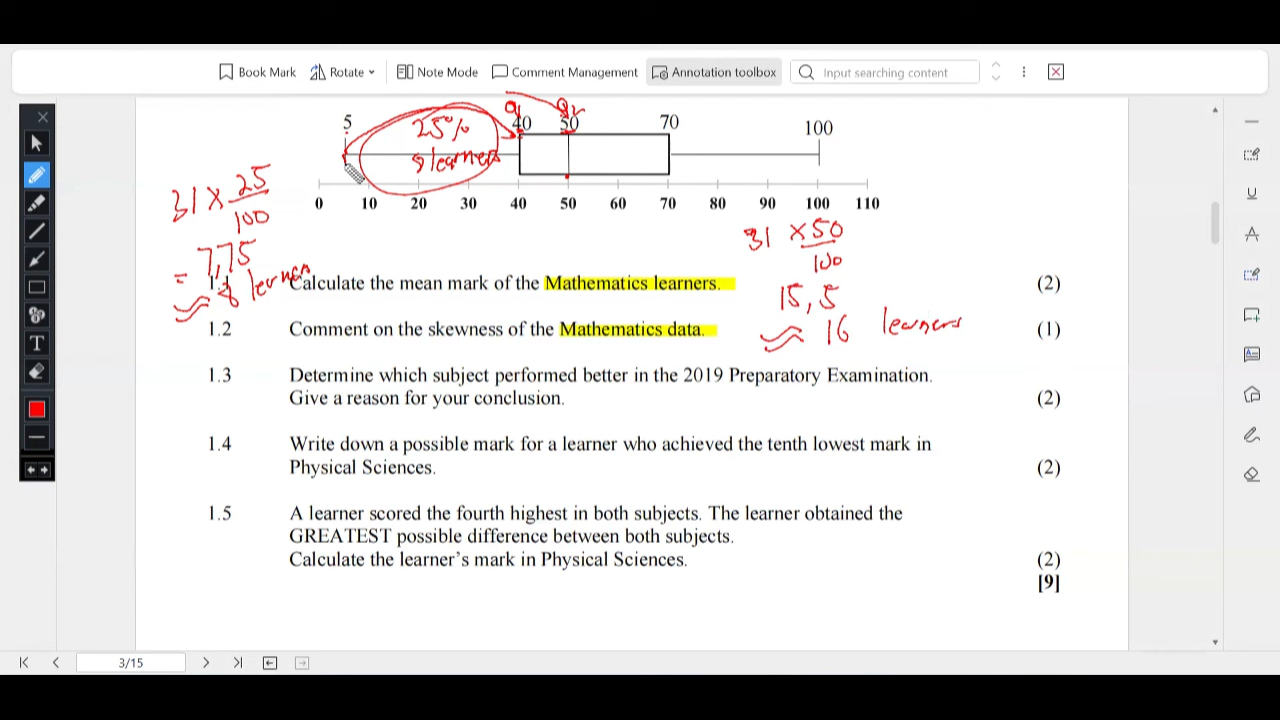 Book Mark Rotate Note Mode Comment Management Annotation toolbox Input searching content
5 40 50 70 100
Q1 Q2
25%
8 learners
0 10 20 30 40 50 60 70 80 90 100 110
31 × 25/100
= 7,75
≈ 8 learners
31 × 50/100
15,5
≈ 16 learners
1.1 Calculate the mean mark of the Mathematics learners. (2)
1.2 Comment on the skewness of the Mathematics data. (1)
1.3 Determine which subject performed better in the 2019 Preparatory Examination.
Give a reason for your conclusion. (2)
1.4 Write down a possible mark for a learner who achieved the tenth lowest mark in
Physical Sciences. (2)
1.5 A learner scored the fourth highest in both subjects. The learner obtained the
GREATEST possible difference between both subjects.
Calculate the learner's mark in Physical Sciences. (2)
[9]
3/15